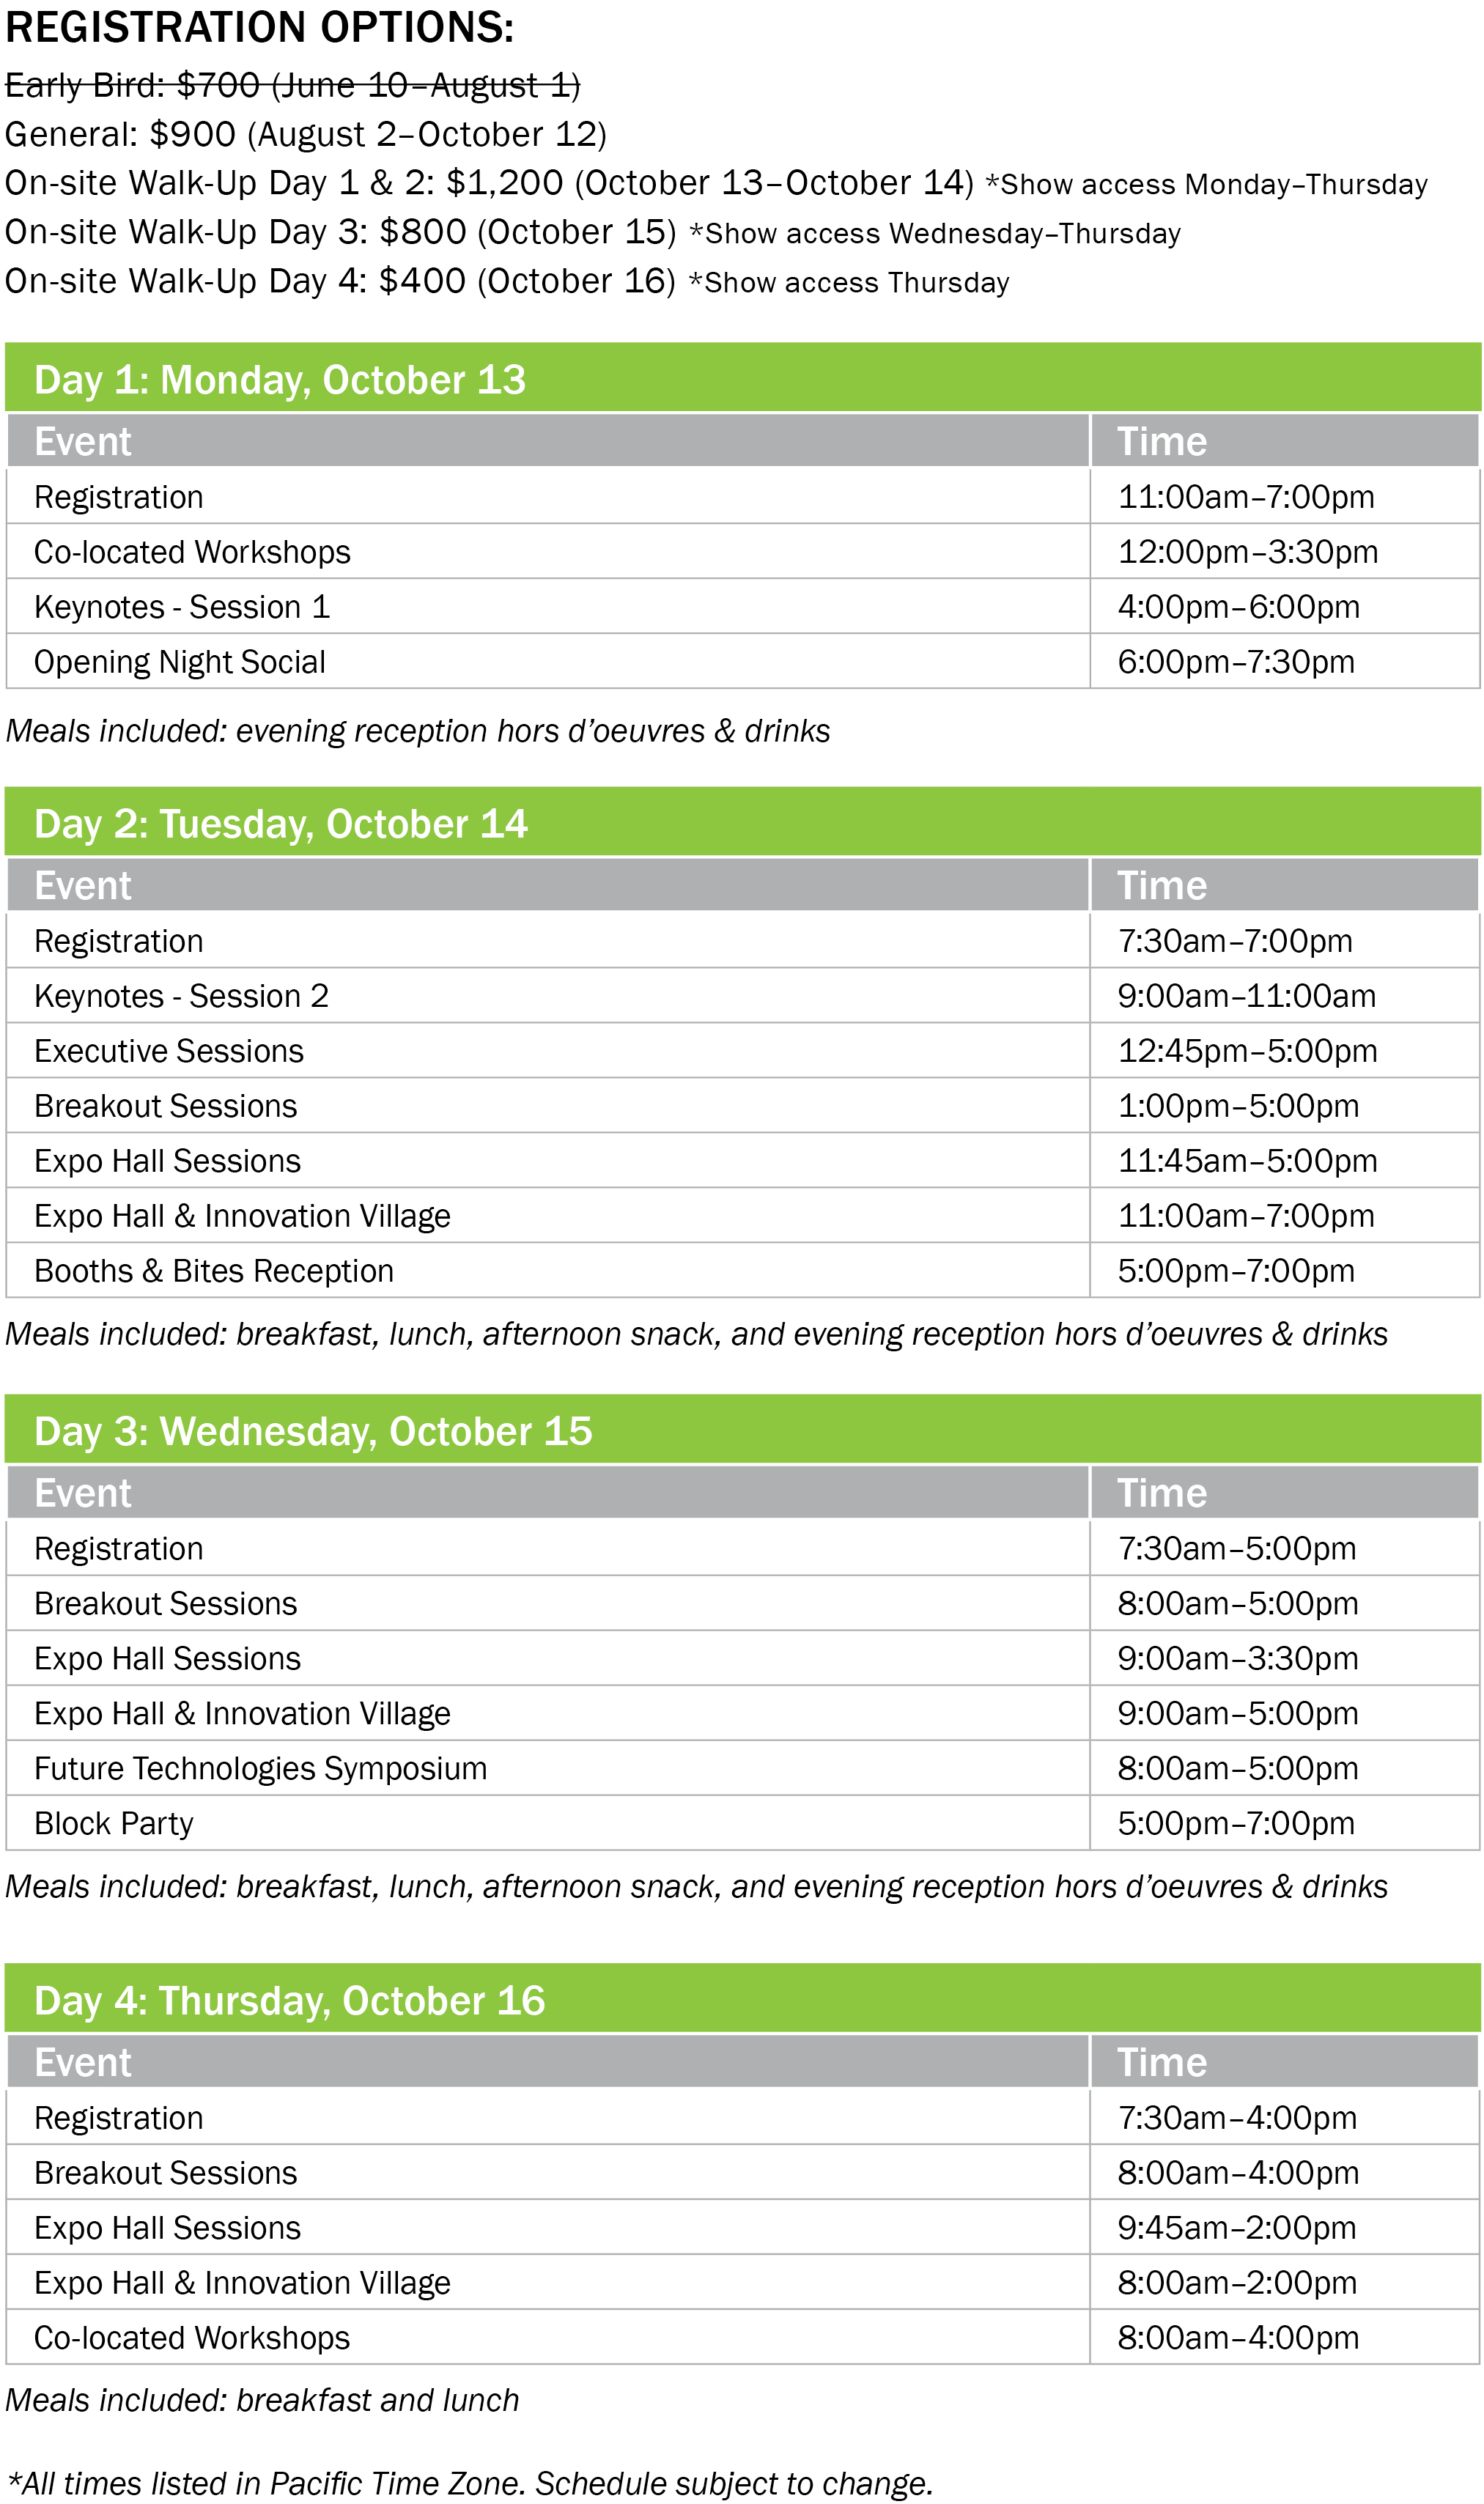 REGISTRATION OPTIONS:
Early Bird: $700 (June 10–August 1)
General: $900 (August 2–October 12)
On-site Walk-Up Day 1 & 2: $1,200 (October 13–October 14) *Show access Monday–Thursday
On-site Walk-Up Day 3: $800 (October 15) *Show access Wednesday–Thursday
On-site Walk-Up Day 4: $400 (October 16) *Show access Thursday
Day 1: Monday, October 13
Event Time
Registration 11:00am–7:00pm
Co-located Workshops 12:00pm–3:30pm
Keynotes - Session 1 4:00pm–6:00pm
Opening Night Social 6:00pm–7:30pm
Meals included: evening reception hors d’oeuvres & drinks
Day 2: Tuesday, October 14
Event Time
Registration 7:30am–7:00pm
Keynotes - Session 2 9:00am–11:00am
Executive Sessions 12:45pm–5:00pm
Breakout Sessions 1:00pm–5:00pm
Expo Hall Sessions 11:45am–5:00pm
Expo Hall & Innovation Village 11:00am–7:00pm
Booths & Bites Reception 5:00pm–7:00pm
Meals included: breakfast, lunch, afternoon snack, and evening reception hors d’oeuvres & drinks
Day 3: Wednesday, October 15
Event Time
Registration 7:30am–5:00pm
Breakout Sessions 8:00am–5:00pm
Expo Hall Sessions 9:00am–3:30pm
Expo Hall & Innovation Village 9:00am–5:00pm
Future Technologies Symposium 8:00am–5:00pm
Block Party 5:00pm–7:00pm
Meals included: breakfast, lunch, afternoon snack, and evening reception hors d’oeuvres & drinks
Day 4: Thursday, October 16
Event Time
Registration 7:30am–4:00pm
Breakout Sessions 8:00am–4:00pm
Expo Hall Sessions 9:45am–2:00pm
Expo Hall & Innovation Village 8:00am–2:00pm
Co-located Workshops 8:00am–4:00pm
Meals included: breakfast and lunch
*All times listed in Pacific Time Zone. Schedule subject to change.